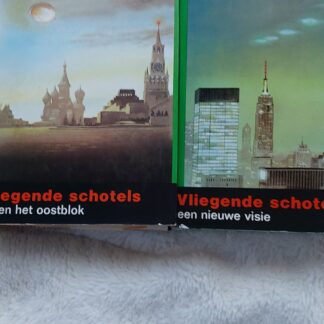 iegende schotels
en het oostblok
Vliegende schote
een nieuwe visie